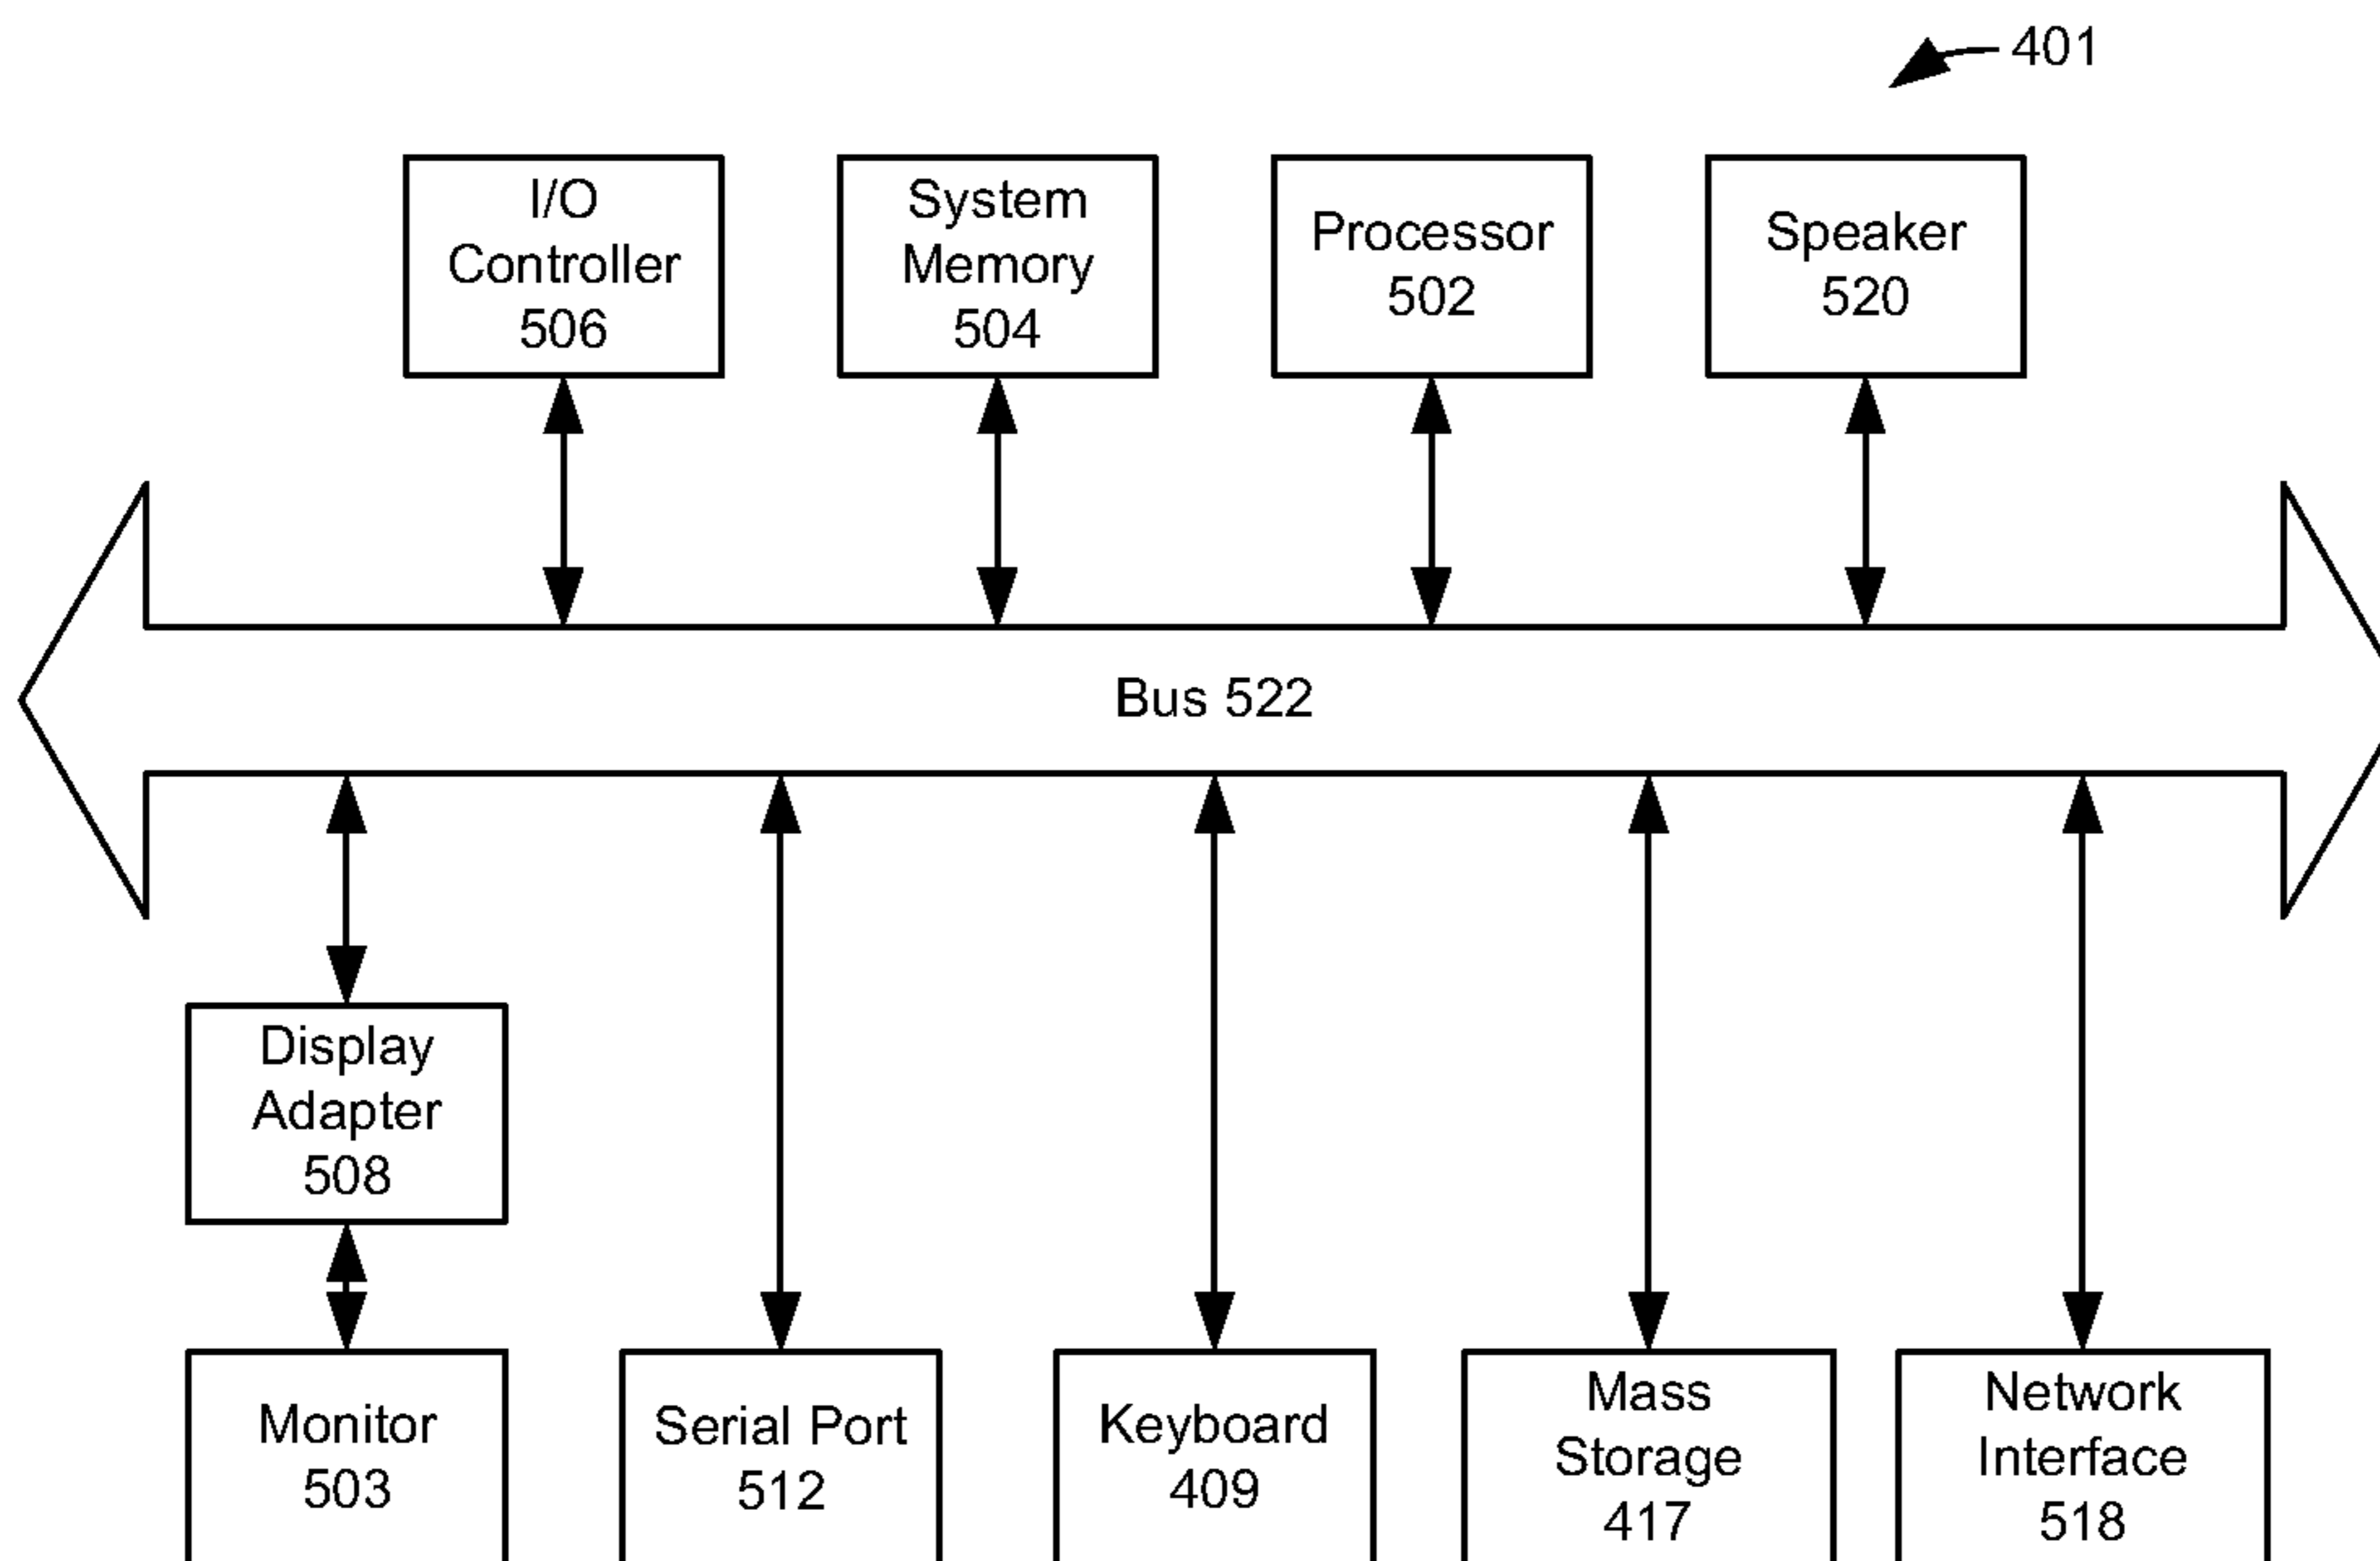 401
I/O
Controller
506
System
Memory
504
Processor
502
Speaker
520
Bus 522
Display
Adapter
508
Monitor
503
Serial Port
512
Keyboard
409
Mass
Storage
417
Network
Interface
518